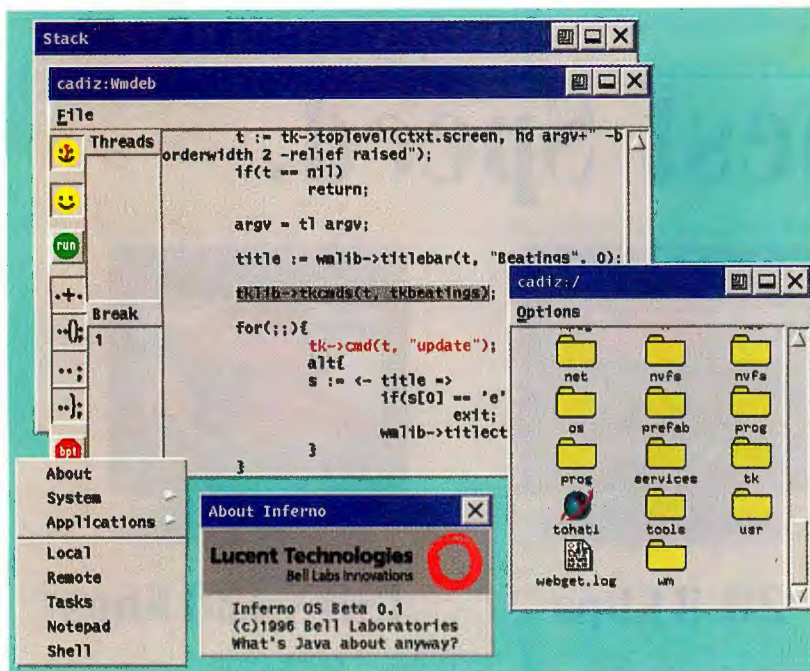 Stack
cadiz:Wmdeb
File
Threads
run
Break
1
bpt
t := tk->toplevel(ctxt.screen, hd argv+" -b
orderwidth 2 -relief raised");
if(t == nil)
return;
argv = tl argv;
title := wmlib->titlebar(t, "Beatings", 0);
tklib->tkcmds(t, tkbeatings);
for(;;){
tk->cmd(t, "update");
alt{
s := <- title =>
if(s[0] == 'e'
exit;
wmlib->titlect
}
}
cadiz:/
Options
net nvfs nvfs
os prefab prog
prog services tk
tohati tools usr
webget.log wm
About
System
Applications
Local
Remote
Tasks
Notepad
Shell
About Inferno
Lucent Technologies
Bell Labs Innovations
Inferno OS Beta 0.1
(c)1996 Bell Laboratories
What's Java about anyway?